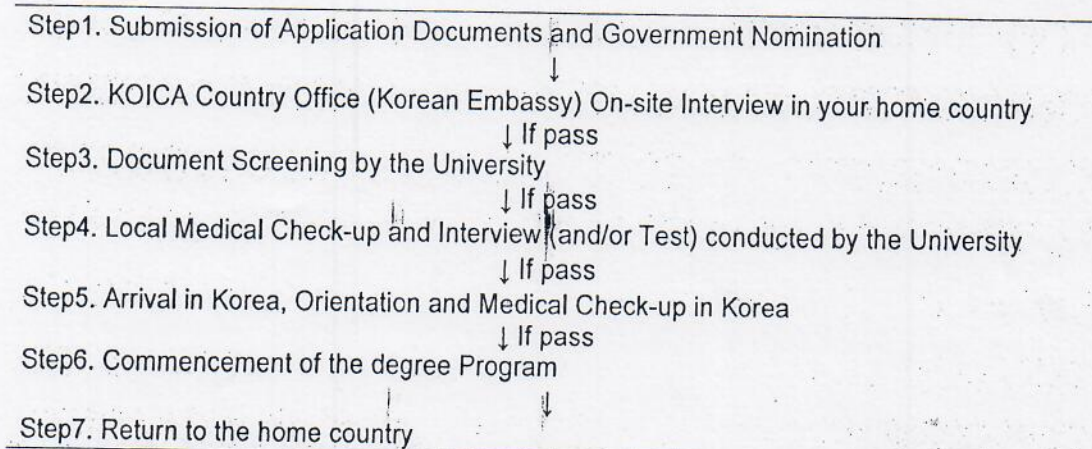 Step1. Submission of Application Documents and Government Nomination
↓
Step2. KOICA Country Office (Korean Embassy) On-site Interview in your home country
↓ If pass
Step3. Document Screening by the University
↓ If pass
Step4. Local Medical Check-up and Interview (and/or Test) conducted by the University
↓ If pass
Step5. Arrival in Korea, Orientation and Medical Check-up in Korea
↓ If pass
Step6. Commencement of the degree Program
↓
Step7. Return to the home country